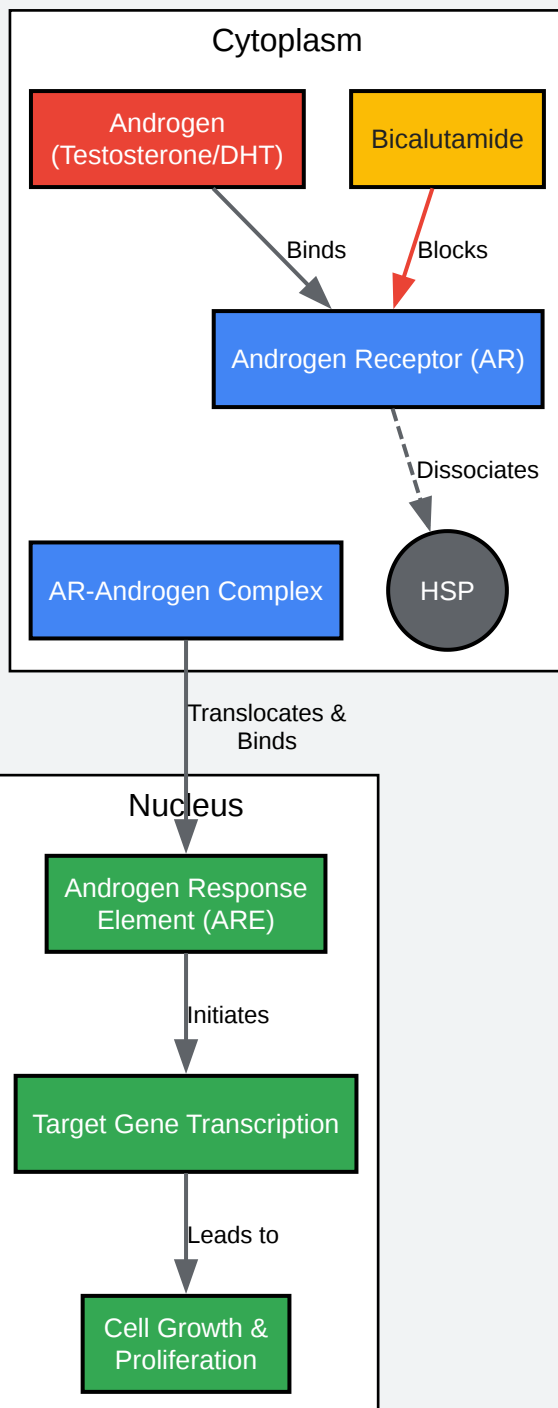 Cytoplasm
Androgen
(Testosterone/DHT)
Bicalutamide
Binds
Blocks
Androgen Receptor (AR)
Dissociates
AR-Androgen Complex
HSP
Translocates &
Binds
Nucleus
Androgen Response
Element (ARE)
Initiates
Target Gene Transcription
Leads to
Cell Growth &
Proliferation